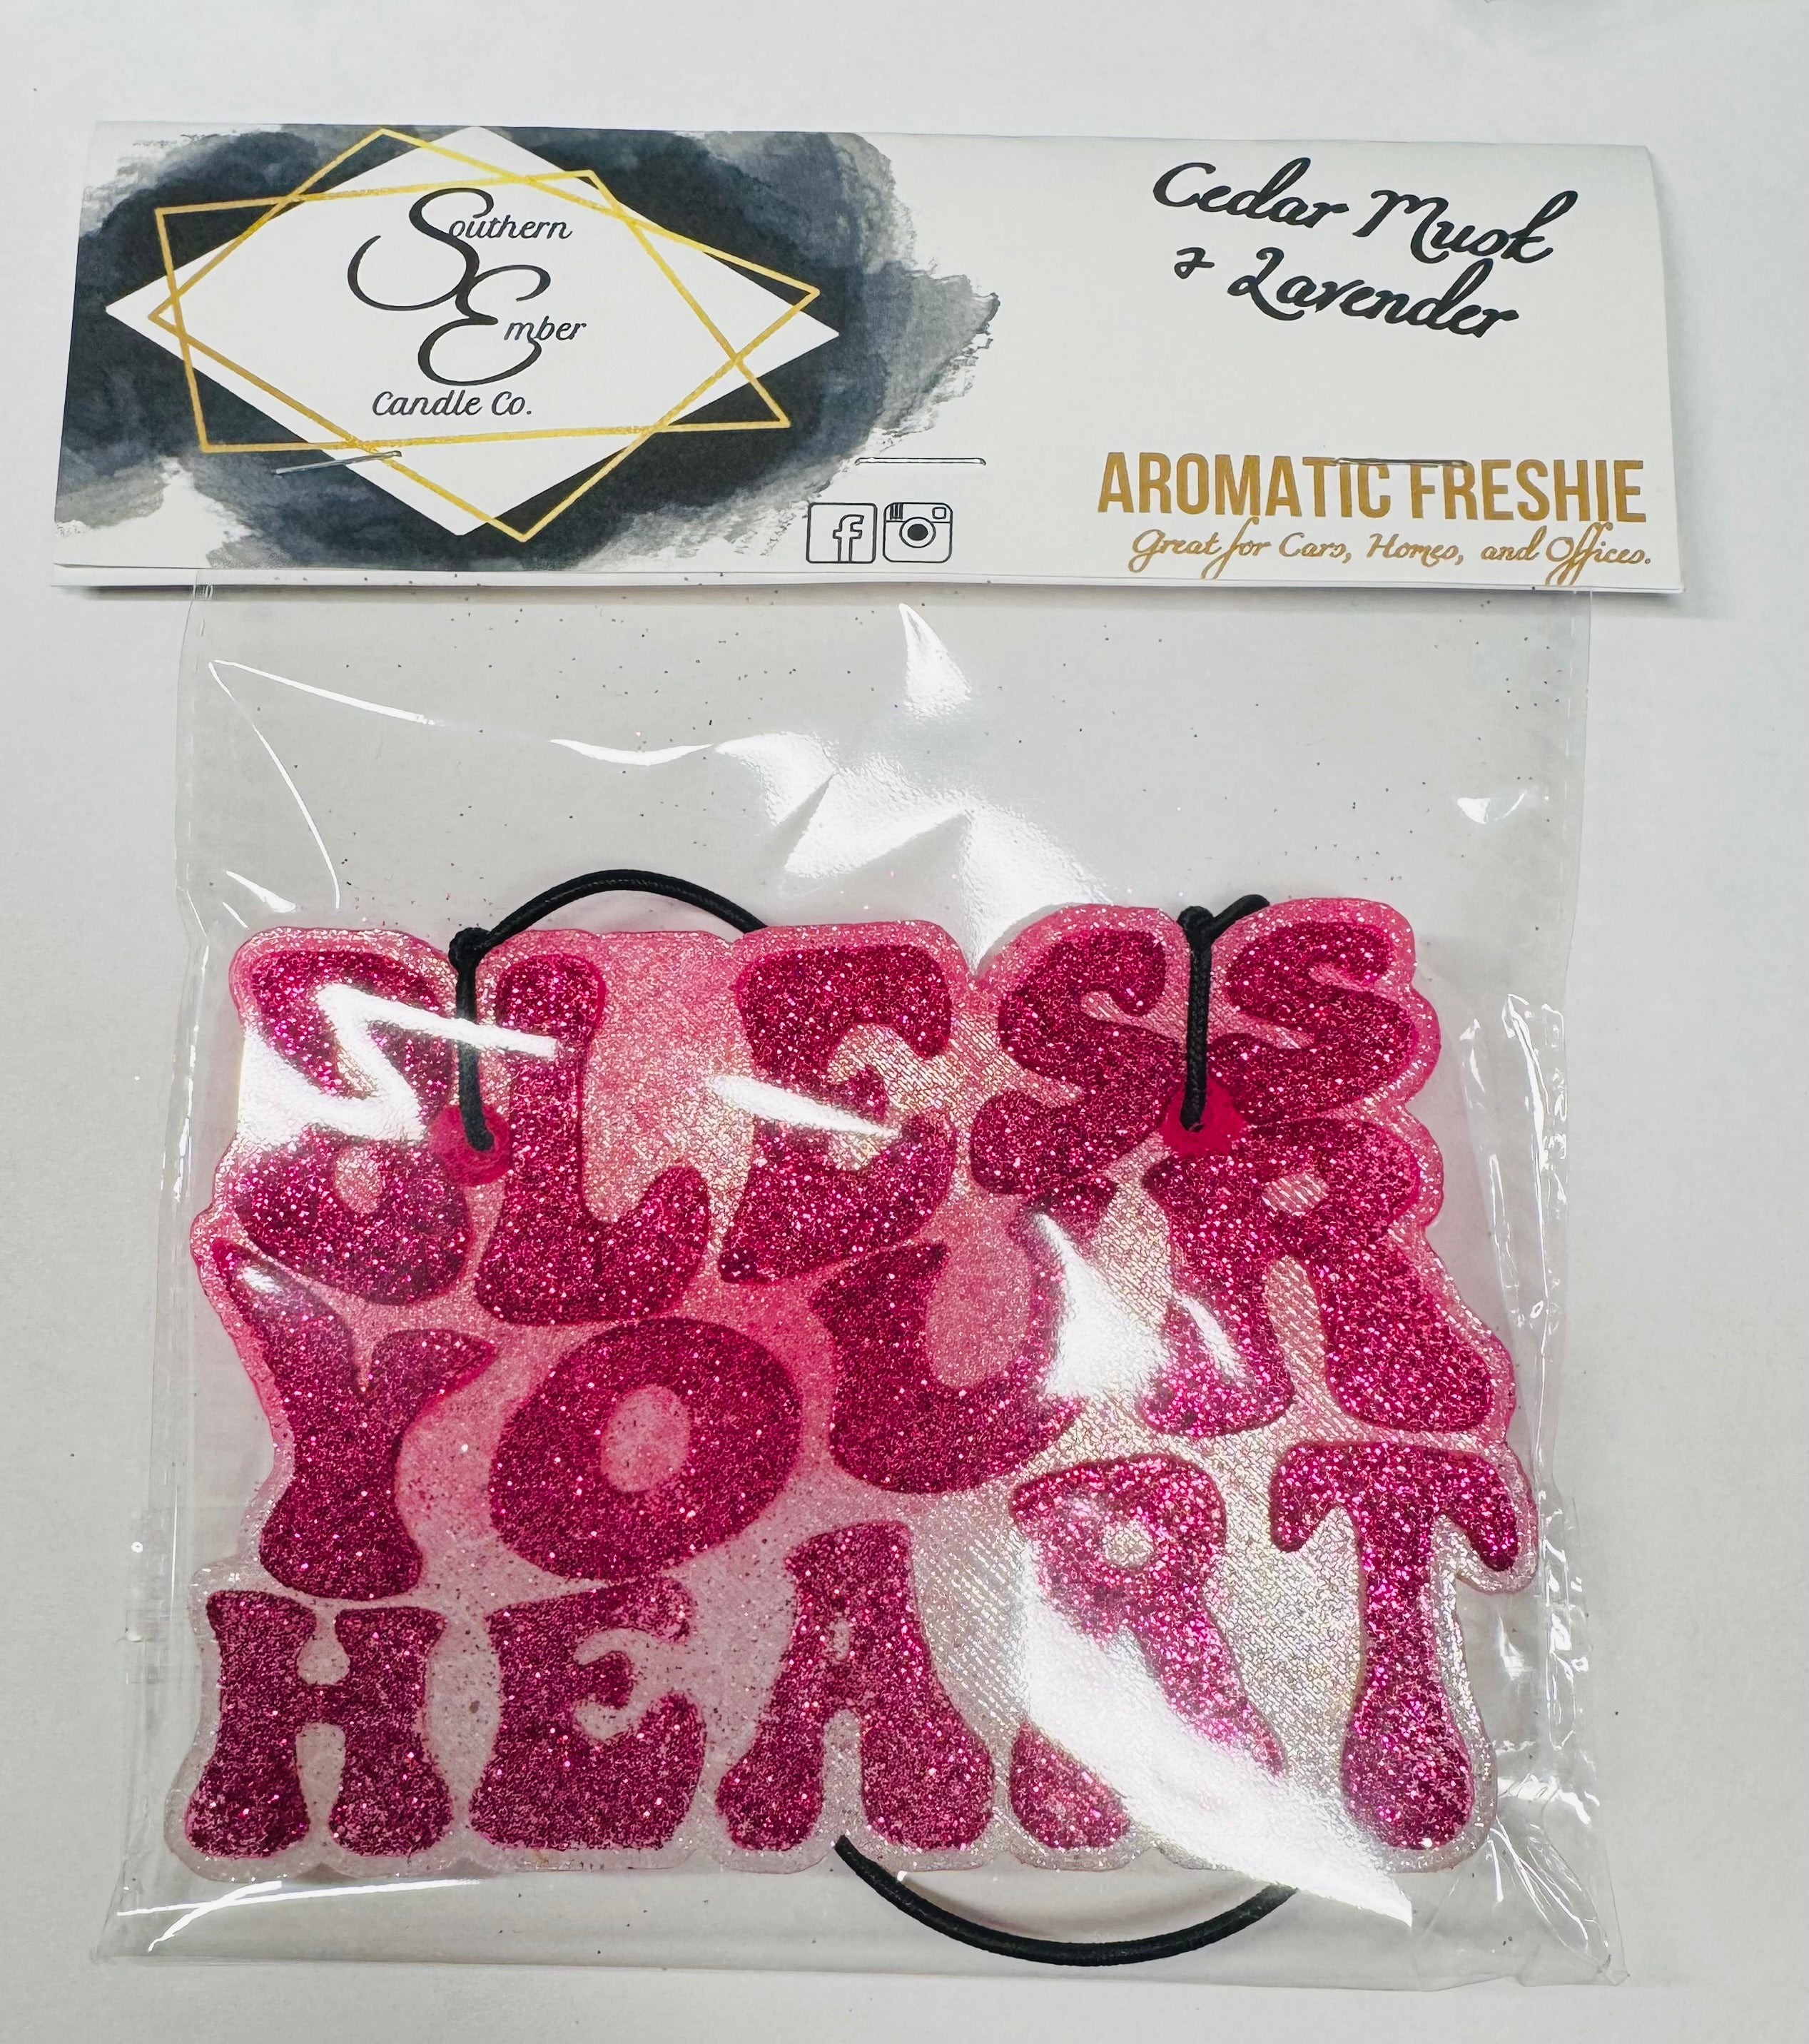 Southern
Ember
Candle Co.
Cedar Musk
& Lavender
AROMATIC FRESHIE
Great for Cars, Homes, and Offices.
f
BLESS
YOUR
HEART